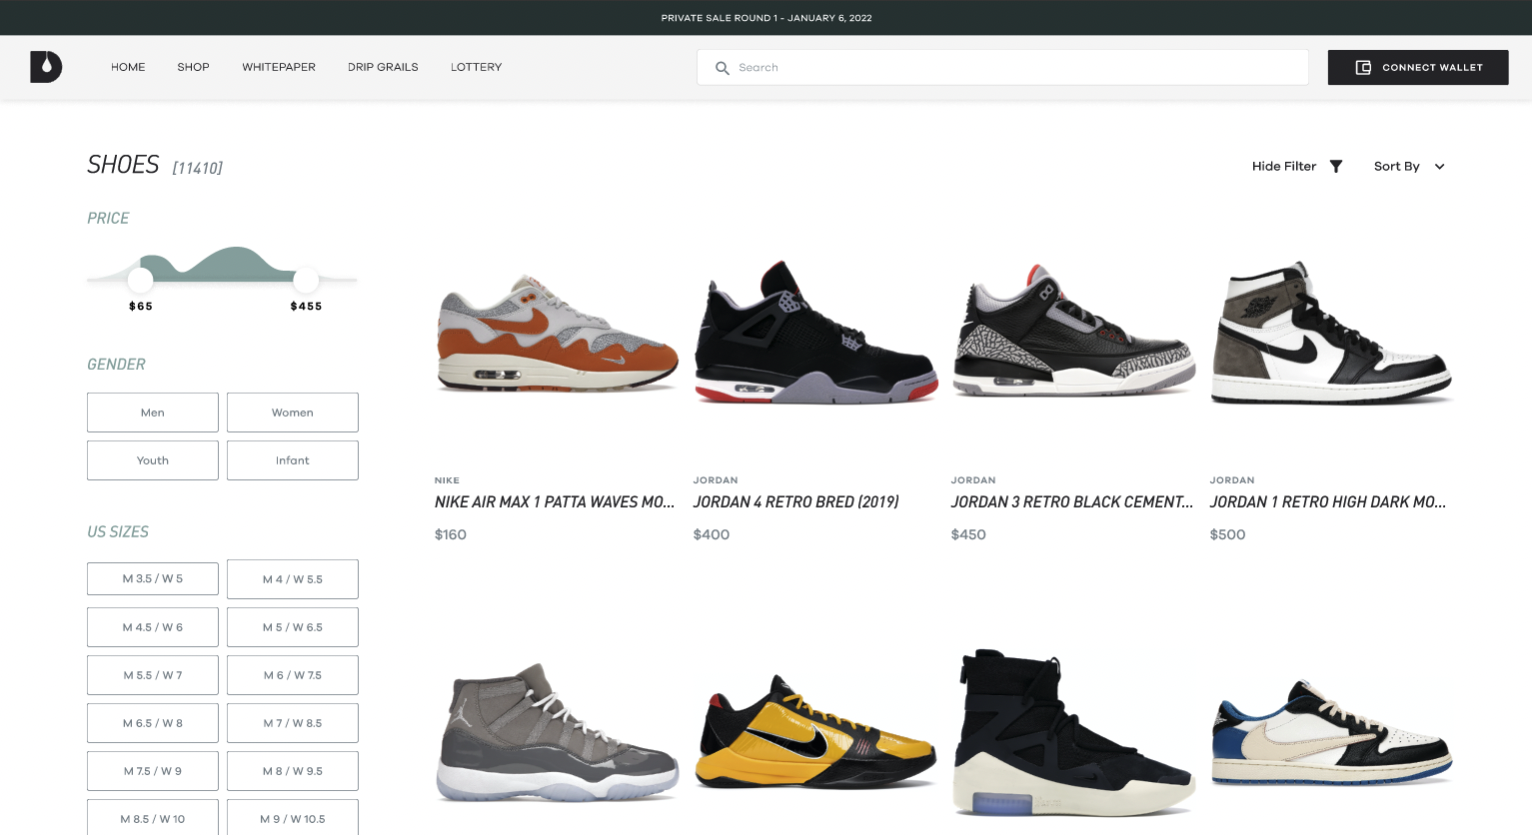 PRIVATE SALE ROUND 1 - JANUARY 6, 2022
HOME SHOP WHITEPAPER DRIP GRAILS LOTTERY Search CONNECT WALLET
SHOES [11410] Hide Filter Sort By
PRICE
$65 $455
GENDER
Men Women
Youth Infant
US SIZES
M 3.5 / W 5 M 4 / W 5.5
M 4.5 / W 6 M 5 / W 6.5
M 5.5 / W 7 M 6 / W 7.5
M 6.5 / W 8 M 7 / W 8.5
M 7.5 / W 9 M 8 / W 9.5
M 8.5 / W 10 M 9 / W 10.5
NIKE
NIKE AIR MAX 1 PATTA WAVES MO...
$160
JORDAN
JORDAN 4 RETRO BRED (2019)
$400
JORDAN
JORDAN 3 RETRO BLACK CEMENT...
$450
JORDAN
JORDAN 1 RETRO HIGH DARK MO...
$500